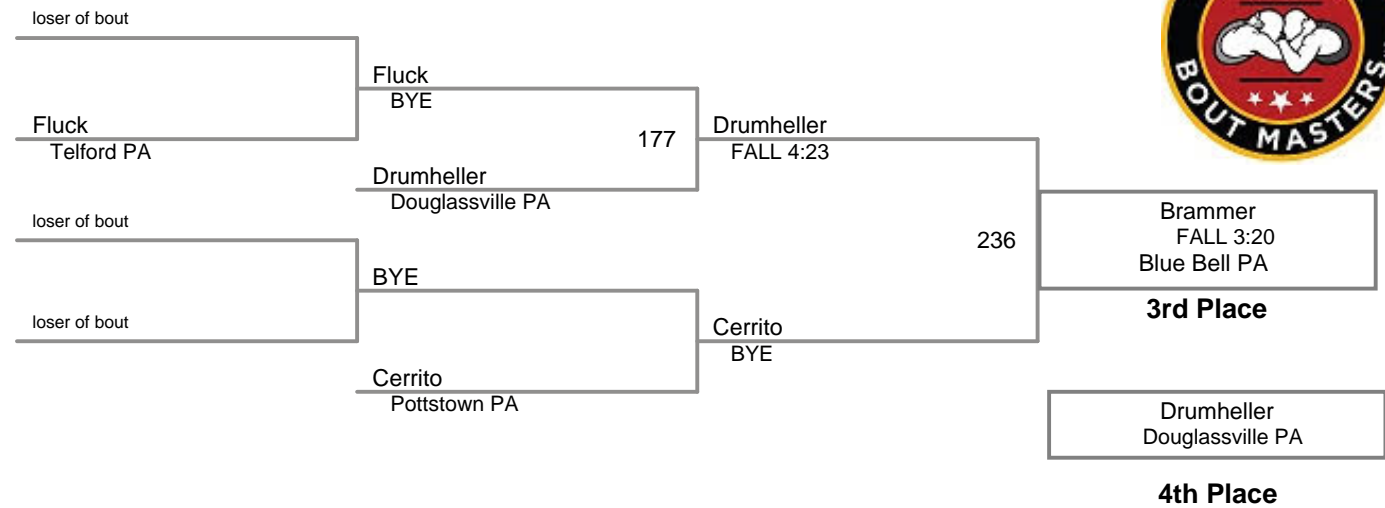 loser of bout
Fluck
BYE
Fluck
Telford PA
177
Drumheller
FALL 4:23
Drumheller
Douglassville PA
loser of bout
236
Brammer
FALL 3:20
Blue Bell PA
BYE
3rd Place
loser of bout
Cerrito
BYE
Cerrito
Pottstown PA
Drumheller
Douglassville PA
4th Place
BOUT MASTERS